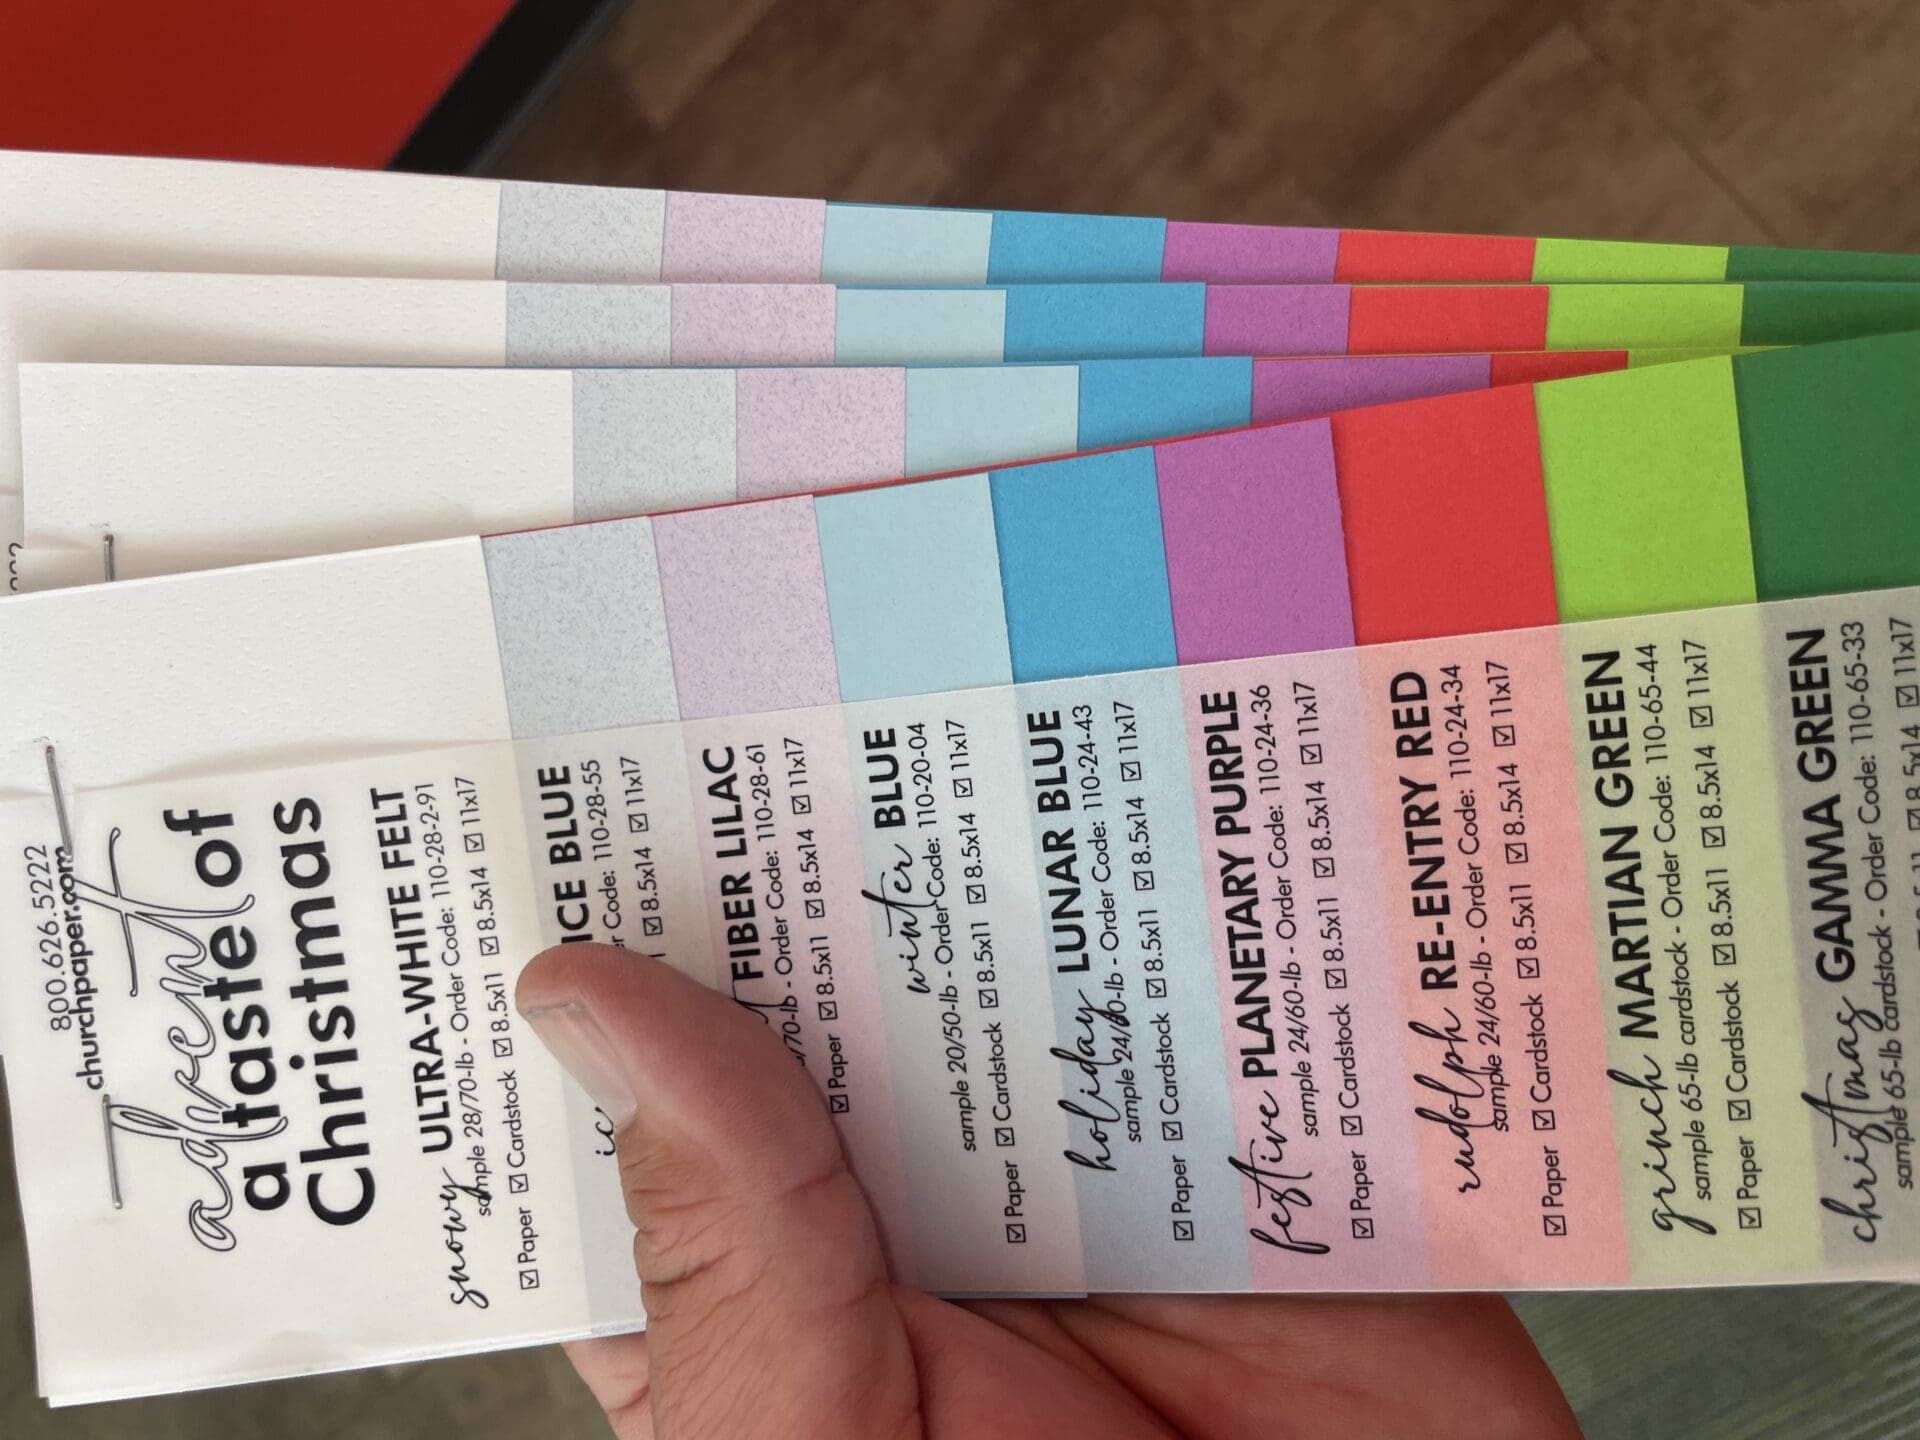 800.626.5222
churchpaper.com
advent of
a taste of
Christmas
snowy ULTRA-WHITE FELT
sample 28/70-lb - Order Code: 110-28-2-91
☑ Paper ☑ Cardstock ☑ 8.5x11 ☑ 8.5x14 ☑ 11x17
ICE BLUE
Code: 110-28-55
☑ 8.5x14 ☑ 11x17
FIBER LILAC
/70-lb - Order Code: 110-28-61
☑ Paper ☑ 8.5x11 ☑ 8.5x14 ☑ 11x17
winter BLUE
sample 20/50-lb - Order Code: 110-20-04
☑ Paper ☑ Cardstock ☑ 8.5x11 ☑ 8.5x14 ☑ 11x17
holiday LUNAR BLUE
sample 24/60-lb - Order Code: 110-24-43
☑ Paper ☑ Cardstock ☑ 8.5x11 ☑ 8.5x14 ☑ 11x17
festive PLANETARY PURPLE
sample 24/60-lb - Order Code: 110-24-36
☑ Paper ☑ Cardstock ☑ 8.5x11 ☑ 8.5x14 ☑ 11x17
rudolph RE-ENTRY RED
sample 24/60-lb - Order Code: 110-24-34
☑ Paper ☑ Cardstock ☑ 8.5x11 ☑ 8.5x14 ☑ 11x17
grinch MARTIAN GREEN
sample 65-lb cardstock - Order Code: 110-65-44
☑ Paper ☑ Cardstock ☑ 8.5x11 ☑ 8.5x14 ☑ 11x17
christmas GAMMA GREEN
sample 65-lb cardstock - Order Code: 110-65-33
☑ 8.5x14 ☑ 11x17